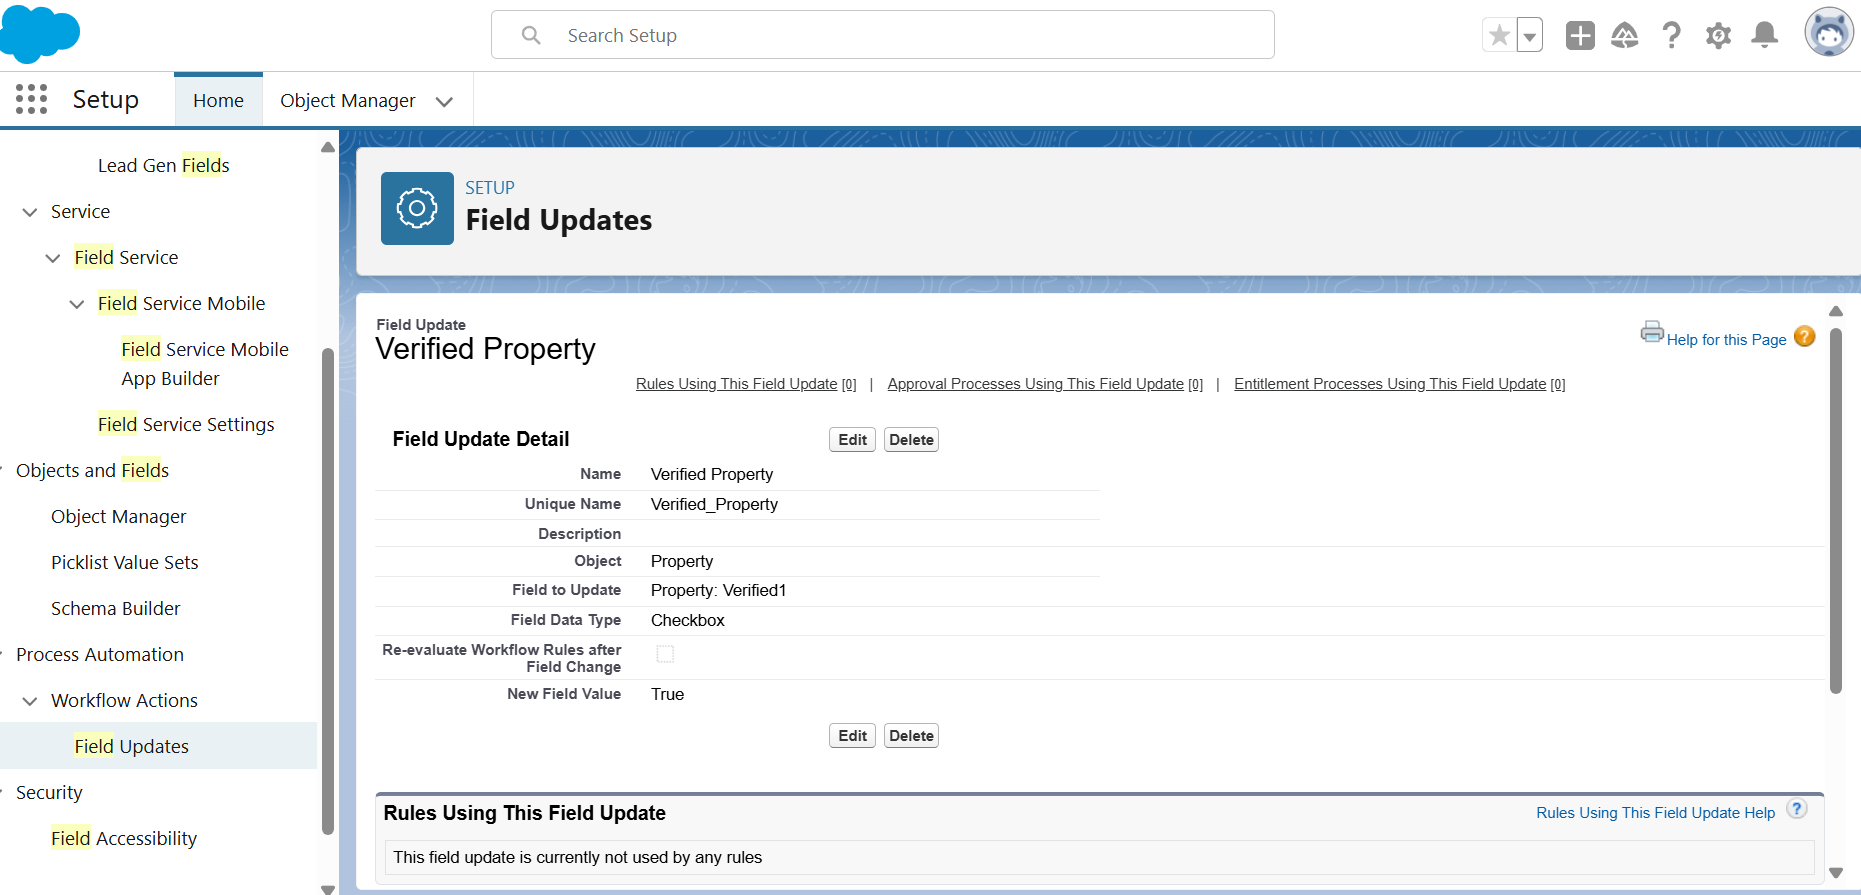 Search Setup
Setup
Home
Object Manager
Lead Gen Fields
Service
Field Service
Field Service Mobile
Field Service Mobile
App Builder
Field Service Settings
Objects and Fields
Object Manager
Picklist Value Sets
Schema Builder
Process Automation
Workflow Actions
Field Updates
Security
Field Accessibility
SETUP
Field Updates
Field Update
Verified Property
Help for this Page ?
Rules Using This Field Update [0] | Approval Processes Using This Field Update [0] | Entitlement Processes Using This Field Update [0]
Field Update Detail Edit Delete
Name Verified Property
Unique Name Verified_Property
Description
Object Property
Field to Update Property: Verified1
Field Data Type Checkbox
Re-evaluate Workflow Rules after
Field Change
New Field Value True
Edit Delete
Rules Using This Field Update Rules Using This Field Update Help ?
This field update is currently not used by any rules